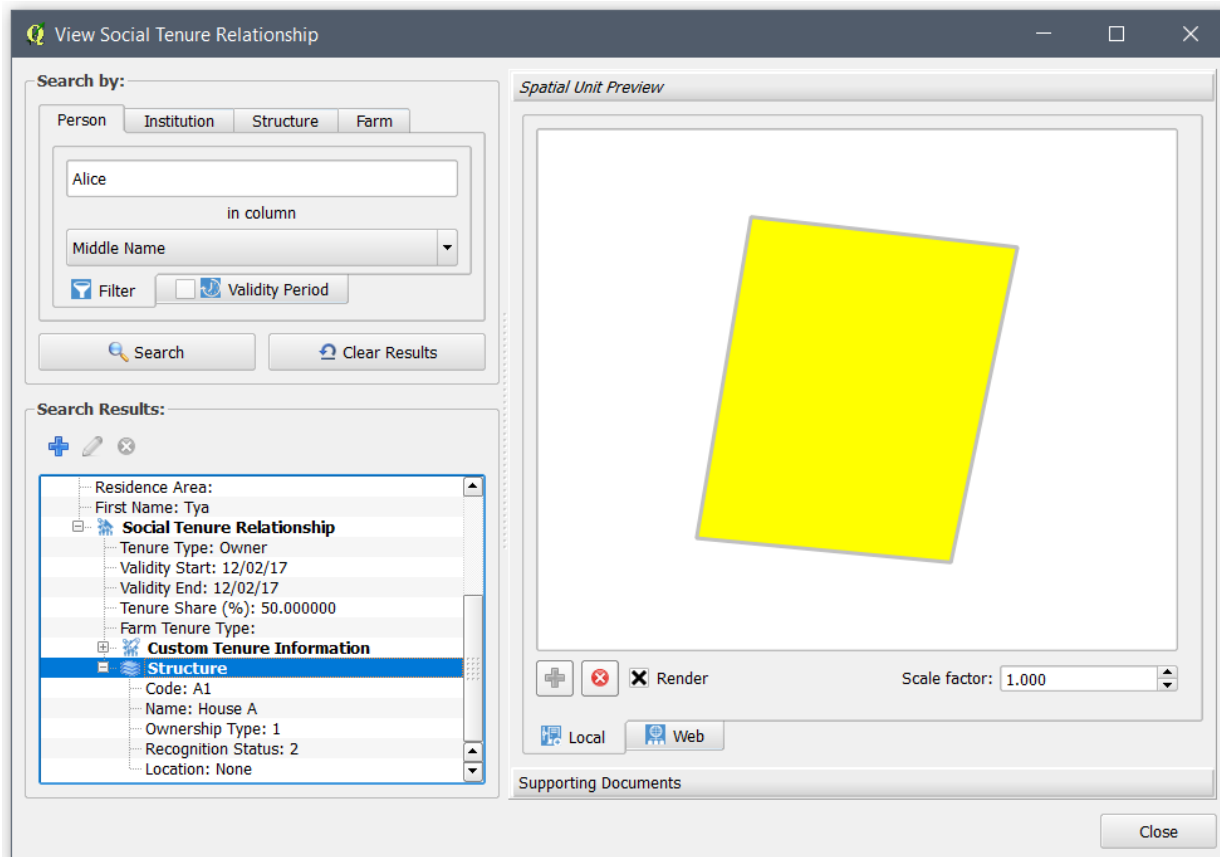 View Social Tenure Relationship
Search by:
Person Institution Structure Farm
Alice
in column
Middle Name
Filter Validity Period
Search Clear Results
Search Results:
Residence Area:
First Name: Tya
Social Tenure Relationship
Tenure Type: Owner
Validity Start: 12/02/17
Validity End: 12/02/17
Tenure Share (%): 50.000000
Farm Tenure Type:
Custom Tenure Information
Structure
Code: A1
Name: House A
Ownership Type: 1
Recognition Status: 2
Location: None
Spatial Unit Preview
Render Scale factor: 1.000
Local Web
Supporting Documents
Close